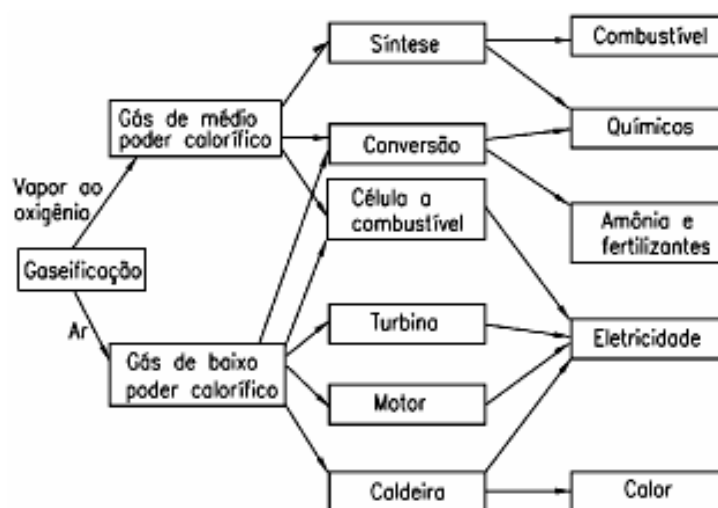 Síntese
Combustível
Gás de médio
poder calorífico
Químicos
Conversão
Vapor ao
oxigênia
Célula a
combustível
Amônia e
fertilizantes
Gaseificação
Ar
Turbina
Eletricidade
Gás de baixo
poder calorífico
Motor
Caldeira
Calor